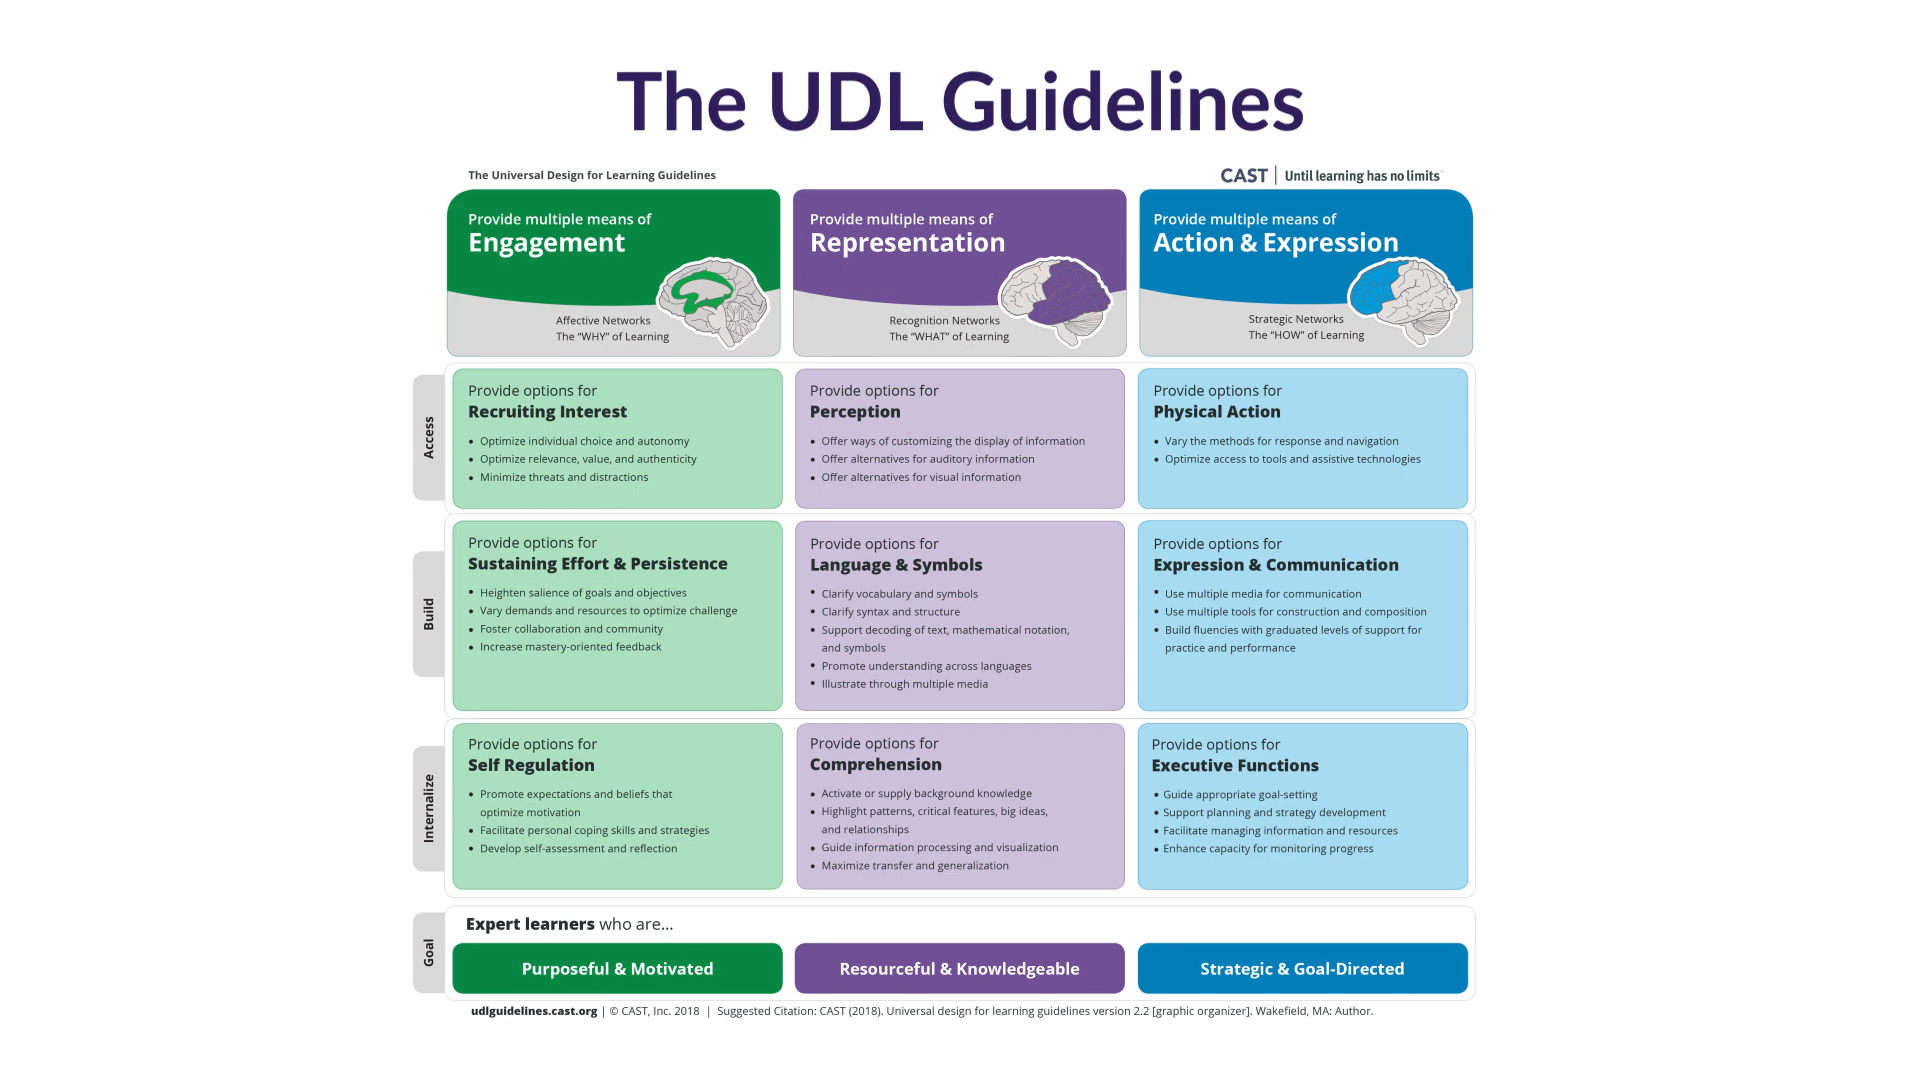 The UDL Guidelines
The Universal Design for Learning Guidelines
CAST | Until learning has no limits
Provide multiple means of
Engagement
Affective Networks
The “WHY” of Learning
Provide multiple means of
Representation
Recognition Networks
The “WHAT” of Learning
Provide multiple means of
Action & Expression
Strategic Networks
The “HOW” of Learning
Access
Provide options for
Recruiting Interest
• Optimize individual choice and autonomy
• Optimize relevance, value, and authenticity
• Minimize threats and distractions
Provide options for
Perception
• Offer ways of customizing the display of information
• Offer alternatives for auditory information
• Offer alternatives for visual information
Provide options for
Physical Action
• Vary the methods for response and navigation
• Optimize access to tools and assistive technologies
Build
Provide options for
Sustaining Effort & Persistence
• Heighten salience of goals and objectives
• Vary demands and resources to optimize challenge
• Foster collaboration and community
• Increase mastery-oriented feedback
Provide options for
Language & Symbols
• Clarify vocabulary and symbols
• Clarify syntax and structure
• Support decoding of text, mathematical notation,
and symbols
• Promote understanding across languages
• Illustrate through multiple media
Provide options for
Expression & Communication
• Use multiple media for communication
• Use multiple tools for construction and composition
• Build fluencies with graduated levels of support for
practice and performance
Internalize
Provide options for
Self Regulation
• Promote expectations and beliefs that
optimize motivation
• Facilitate personal coping skills and strategies
• Develop self-assessment and reflection
Provide options for
Comprehension
• Activate or supply background knowledge
• Highlight patterns, critical features, big ideas,
and relationships
• Guide information processing and visualization
• Maximize transfer and generalization
Provide options for
Executive Functions
• Guide appropriate goal-setting
• Support planning and strategy development
• Facilitate managing information and resources
• Enhance capacity for monitoring progress
Goal
Expert learners who are...
Purposeful & Motivated
Resourceful & Knowledgeable
Strategic & Goal-Directed
udlguidelines.cast.org | © CAST, Inc. 2018 | Suggested Citation: CAST (2018). Universal design for learning guidelines version 2.2 [graphic organizer]. Wakefield, MA: Author.